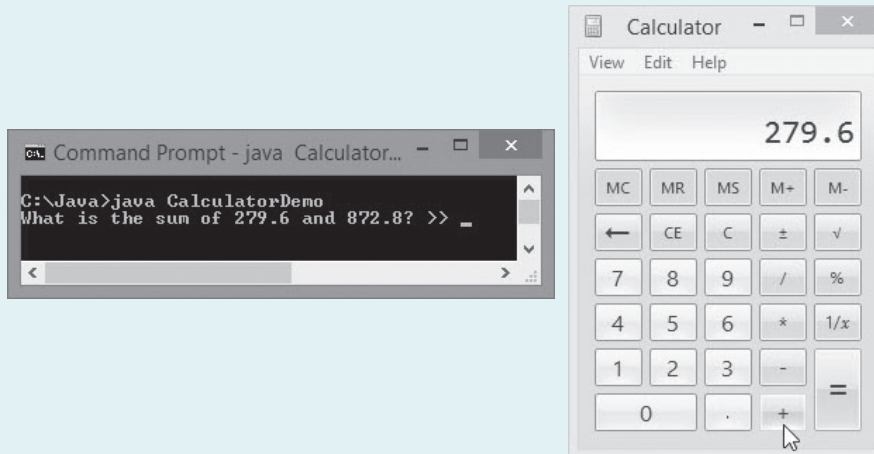 Command Prompt - java Calculator...
C:\Java>java CalculatorDemo
What is the sum of 279.6 and 872.8? >> _
Calculator
View Edit Help
279.6
MC MR MS M+ M-
← CE C ± √
7 8 9 / %
4 5 6 * 1/x
1 2 3 - =
0 . +